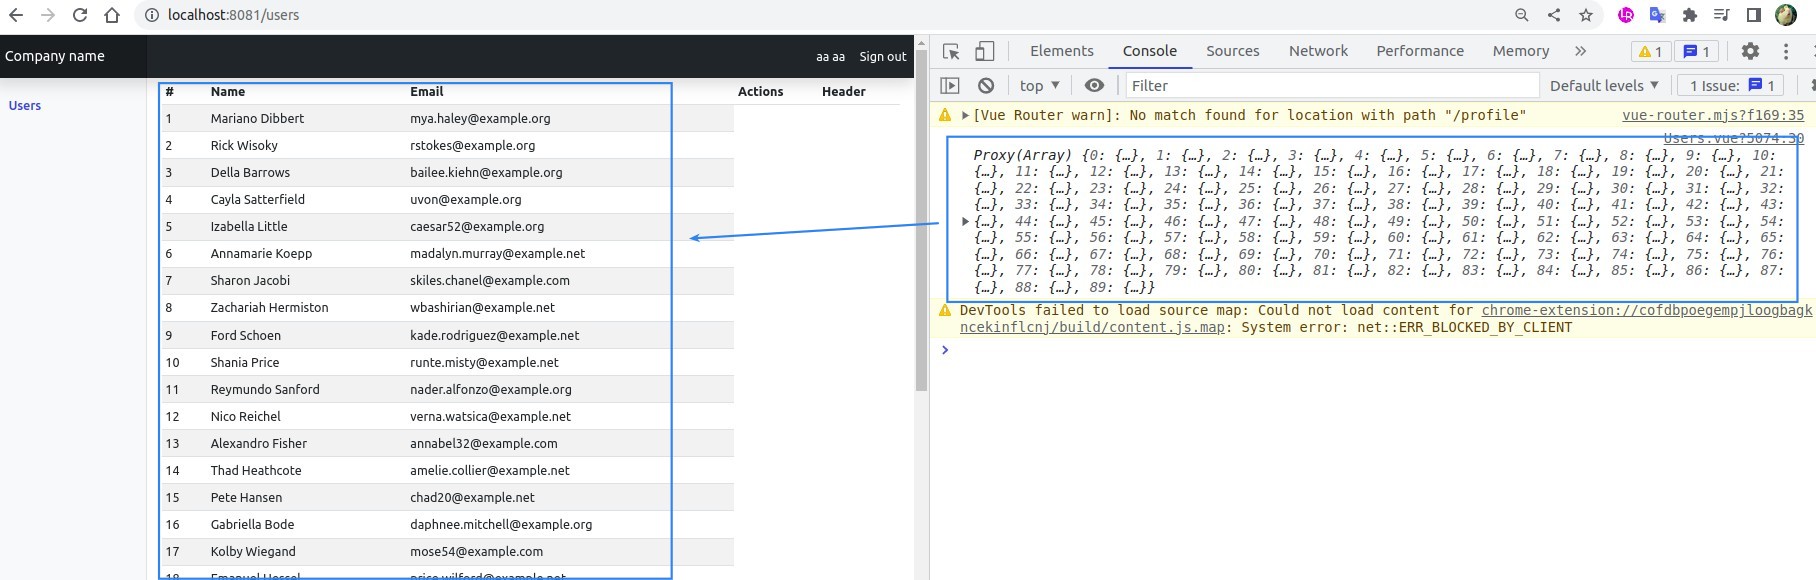 localhost:8081/users
Company name
aa aa Sign out
Users
# Name Email Actions Header
1 Mariano Dibbert mya.haley@example.org
2 Rick Wisoky rstokes@example.org
3 Della Barrows bailee.kiehn@example.org
4 Cayla Satterfield uvon@example.org
5 Izabella Little caesar52@example.org
6 Annamarie Koepp madalyn.murray@example.net
7 Sharon Jacobi skiles.chanel@example.com
8 Zachariah Hermiston wbashirian@example.net
9 Ford Schoen kade.rodriguez@example.net
10 Shania Price runte.misty@example.net
11 Reymundo Sanford nader.alfonzo@example.org
12 Nico Reichel verna.watsica@example.net
13 Alexandro Fisher annabel32@example.com
14 Thad Heathcote amelie.collier@example.net
15 Pete Hansen chad20@example.net
16 Gabriella Bode daphnee.mitchell@example.org
17 Kolby Wiegand mose54@example.com
18 Emanuel Hessel price.wilford@example.net
Elements Console Sources Network Performance Memory » 1 1
top Filter Default levels 1 Issue: 1
[Vue Router warn]: No match found for location with path "/profile" vue-router.mjs?f169:35
Users.vue?5074:30
Proxy(Array) {0: {…}, 1: {…}, 2: {…}, 3: {…}, 4: {…}, 5: {…}, 6: {…}, 7: {…}, 8: {…}, 9: {…}, 10:
{…}, 11: {…}, 12: {…}, 13: {…}, 14: {…}, 15: {…}, 16: {…}, 17: {…}, 18: {…}, 19: {…}, 20: {…}, 21:
{…}, 22: {…}, 23: {…}, 24: {…}, 25: {…}, 26: {…}, 27: {…}, 28: {…}, 29: {…}, 30: {…}, 31: {…}, 32:
{…}, 33: {…}, 34: {…}, 35: {…}, 36: {…}, 37: {…}, 38: {…}, 39: {…}, 40: {…}, 41: {…}, 42: {…}, 43:
{…}, 44: {…}, 45: {…}, 46: {…}, 47: {…}, 48: {…}, 49: {…}, 50: {…}, 51: {…}, 52: {…}, 53: {…}, 54:
{…}, 55: {…}, 56: {…}, 57: {…}, 58: {…}, 59: {…}, 60: {…}, 61: {…}, 62: {…}, 63: {…}, 64: {…}, 65:
{…}, 66: {…}, 67: {…}, 68: {…}, 69: {…}, 70: {…}, 71: {…}, 72: {…}, 73: {…}, 74: {…}, 75: {…}, 76:
{…}, 77: {…}, 78: {…}, 79: {…}, 80: {…}, 81: {…}, 82: {…}, 83: {…}, 84: {…}, 85: {…}, 86: {…}, 87:
{…}, 88: {…}, 89: {…}}
DevTools failed to load source map: Could not load content for chrome-extension://cofdbpoegempjloogbagk
ncekinflcnj/build/content.js.map: System error: net::ERR_BLOCKED_BY_CLIENT